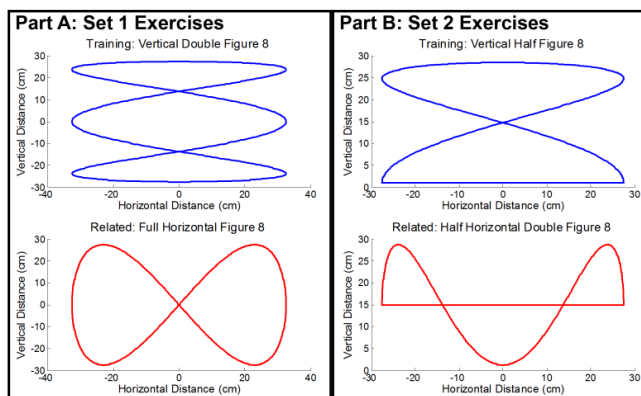 Part A: Set 1 Exercises
Training: Vertical Double Figure 8
Vertical Distance (cm)
30
20
10
0
-10
-20
-30
-40 -20 0 20 40
Horizontal Distance (cm)
Related: Full Horizontal Figure 8
Vertical Distance (cm)
30
20
10
0
-10
-20
-30
-40 -20 0 20 40
Horizontal Distance (cm)
Part B: Set 2 Exercises
Training: Vertical Half Figure 8
Vertical Distance (cm)
30
25
20
15
10
5
0
-30 -20 -10 0 10 20 30
Horizontal Distance (cm)
Related: Half Horizontal Double Figure 8
Vertical Distance (cm)
30
25
20
15
10
5
0
-30 -20 -10 0 10 20 30
Horizontal Distance (cm)